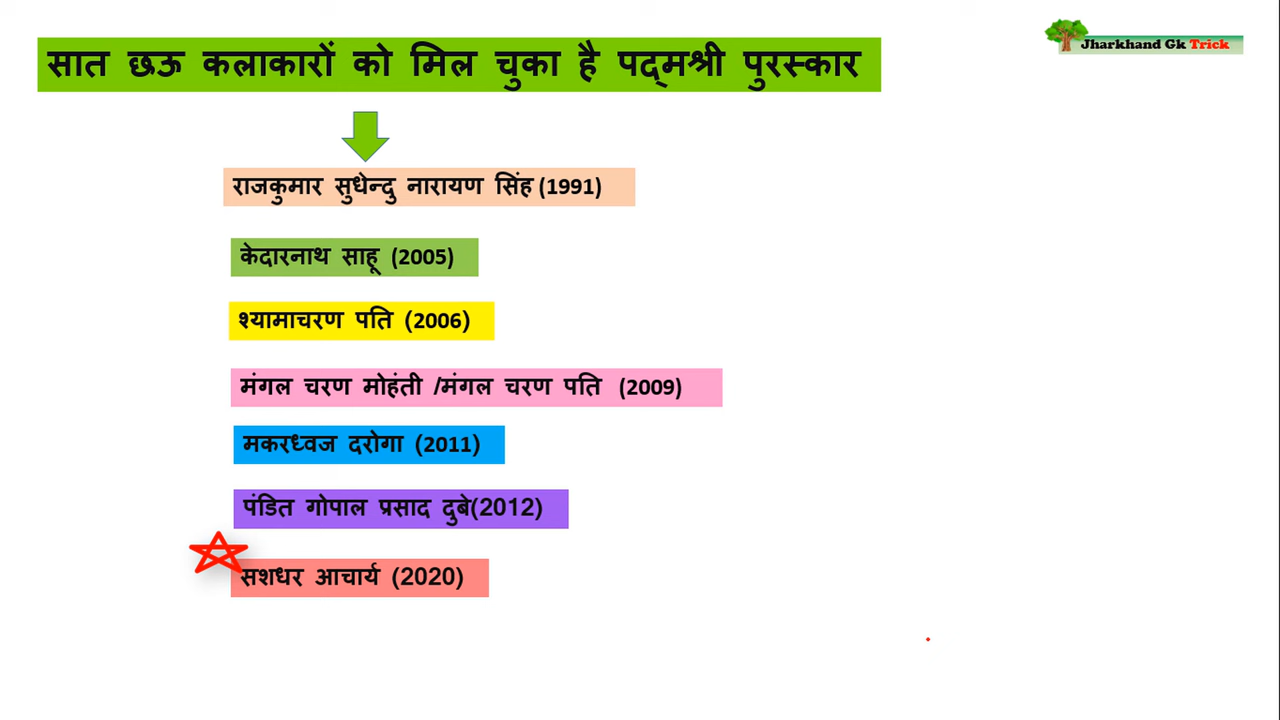 सात छऊ कलाकारों को मिल चुका है पद्मश्री पुरस्कार
Jharkhand Gk Trick
राजकुमार सुधेन्दु नारायण सिंह (1991)
केदारनाथ साहू (2005)
श्यामाचरण पति (2006)
मंगल चरण मोहंती /मंगल चरण पति (2009)
मकरध्वज दरोगा (2011)
पंडित गोपाल प्रसाद दुबे(2012)
सशधर आचार्य (2020)